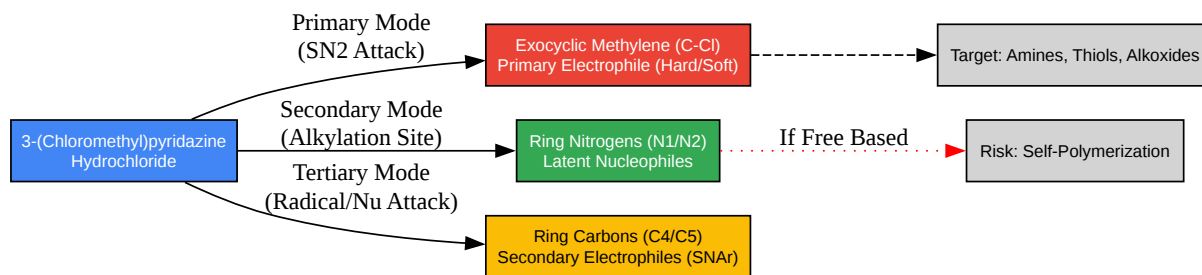 Primary Mode
(SN2 Attack)
Exocyclic Methylene (C-Cl)
Primary Electrophile (Hard/Soft)
Target: Amines, Thiols, Alkoxides
3-(Chloromethyl)pyridazine
Hydrochloride
Secondary Mode
(Alkylation Site)
Ring Nitrogens (N1/N2)
Latent Nucleophiles
If Free Based
Risk: Self-Polymerization
Tertiary Mode
(Radical/Nu Attack)
Ring Carbons (C4/C5)
Secondary Electrophiles (SNAr)